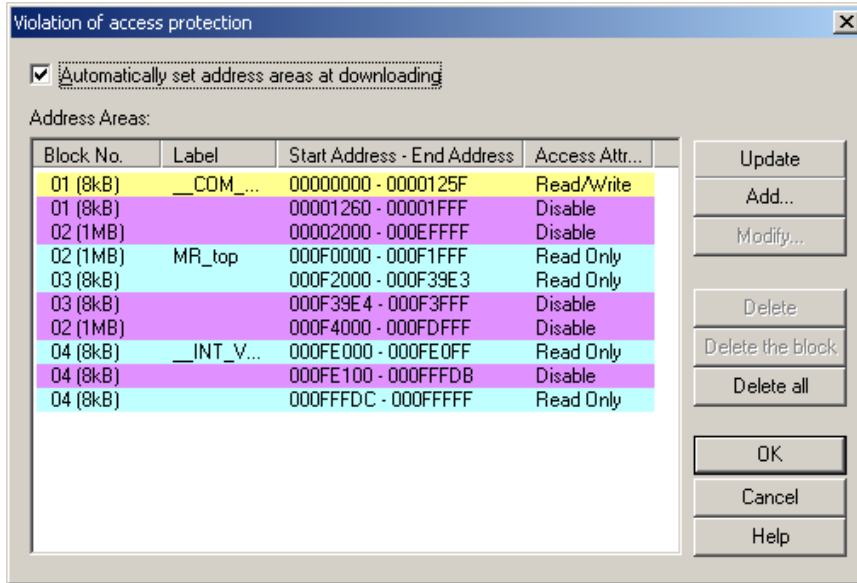 Violation of access protection
Automatically set address areas at downloading
Address Areas:
Block No. Label Start Address - End Address Access Attr...
01 (8kB) __COM_... 00000000 - 0000125F Read/Write
01 (8kB) 00001260 - 00001FFF Disable
02 (1MB) 00002000 - 000EFFFF Disable
02 (1MB) MR_top 000F0000 - 000F1FFF Read Only
03 (8kB) 000F2000 - 000F39E3 Read Only
03 (8kB) 000F39E4 - 000F3FFF Disable
02 (1MB) 000F4000 - 000FDFFF Disable
04 (8kB) __INT_V... 000FE000 - 000FE0FF Read Only
04 (8kB) 000FE100 - 000FFFDB Disable
04 (8kB) 000FFFDC - 000FFFFF Read Only
Update
Add...
Modify...
Delete
Delete the block
Delete all
OK
Cancel
Help